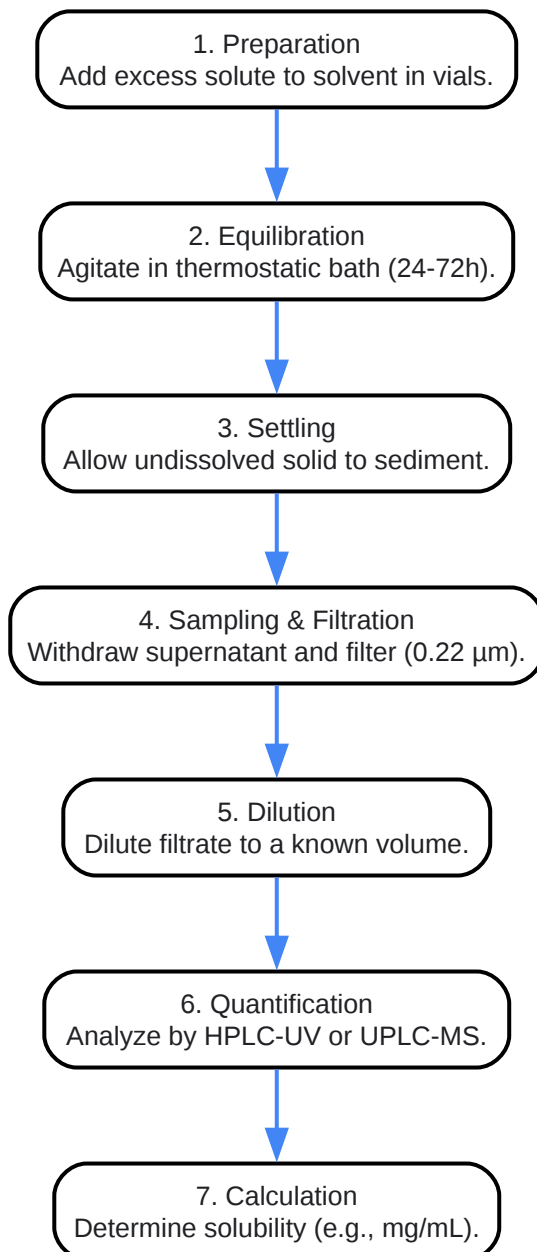 1. Preparation
Add excess solute to solvent in vials.
2. Equilibration
Agitate in thermostatic bath (24-72h).
3. Settling
Allow undissolved solid to sediment.
4. Sampling & Filtration
Withdraw supernatant and filter (0.22 µm).
5. Dilution
Dilute filtrate to a known volume.
6. Quantification
Analyze by HPLC-UV or UPLC-MS.
7. Calculation
Determine solubility (e.g., mg/mL).